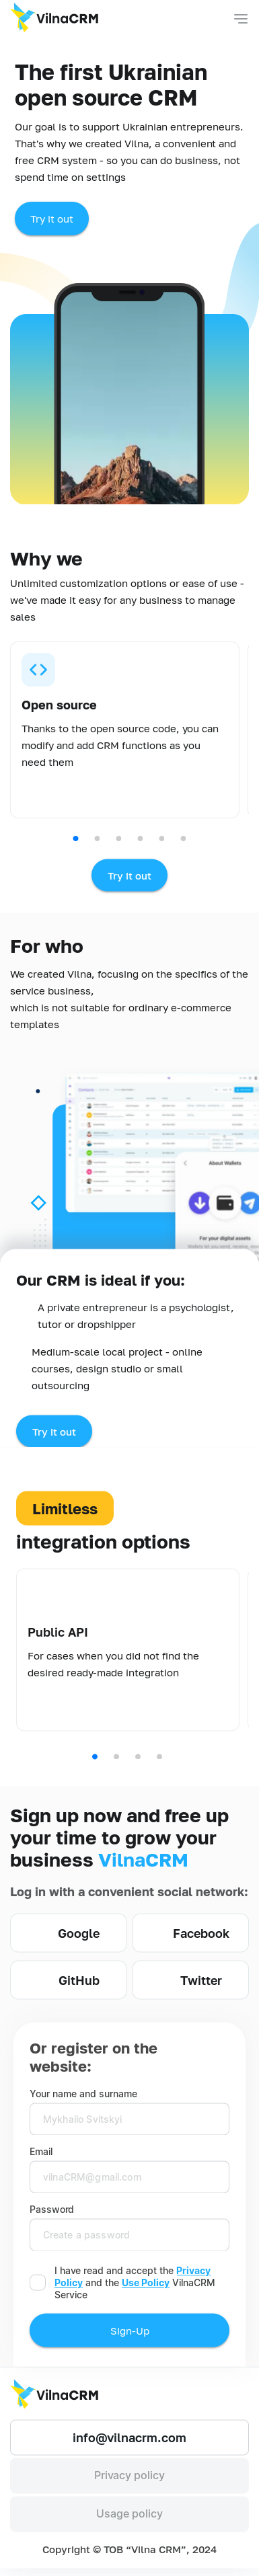 VilnaCRM
The first Ukrainian
open source CRM
Our goal is to support Ukrainian entrepreneurs.
That's why we created Vilna, a convenient and
free CRM system - so you can do business, not
spend time on settings
Try it out
Why we
Unlimited customization options or ease of use -
we've made it easy for any business to manage
sales
Open source
Thanks to the open source code, you can
modify and add CRM functions as you
need them
Try it out
For who
We created Vilna, focusing on the specifics of the
service business,
which is not suitable for ordinary e-commerce
templates
Contacts
About Wallets
For your digital assets
Our CRM is ideal if you:
A private entrepreneur is a psychologist,
tutor or dropshipper
Medium-scale local project - online
courses, design studio or small
outsourcing
Try it out
Limitless
integration options
Public API
For cases when you did not find the
desired ready-made integration
Sign up now and free up
your time to grow your
business VilnaCRM
Log in with a convenient social network:
Google
Facebook
GitHub
Twitter
Or register on the
website:
Your name and surname
Mykhailo Svitskyi
Email
vilnaCRM@gmail.com
Password
Create a password
I have read and accept the Privacy
Policy and the Use Policy VilnaCRM
Service
Sign-Up
VilnaCRM
info@vilnacrm.com
Privacy policy
Usage policy
Copyright © ТОВ “Vilna CRM”, 2024